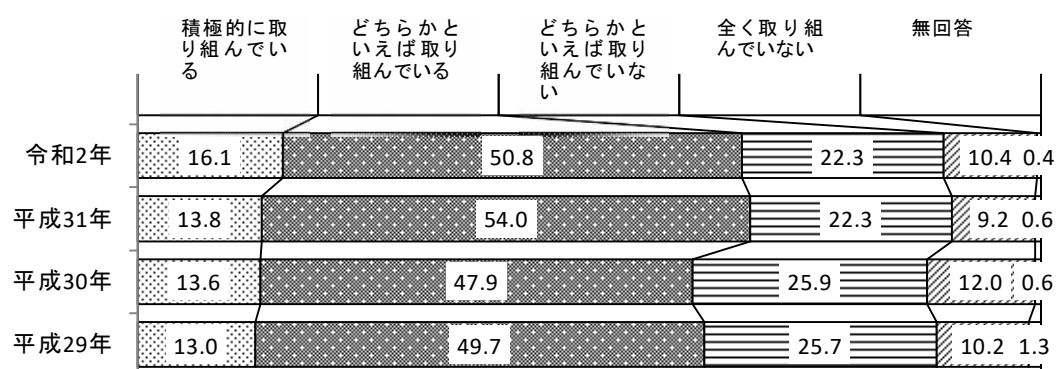 積極的に取
り組んでい
る
どちらかと
いえば取り
組んでいる
どちらかと
いえば取り
組んでいな
い
全く取り組
んでいない
無回答
令和2年 16.1 50.8 22.3 10.4 0.4
平成31年 13.8 54.0 22.3 9.2 0.6
平成30年 13.6 47.9 25.9 12.0 0.6
平成29年 13.0 49.7 25.7 10.2 1.3